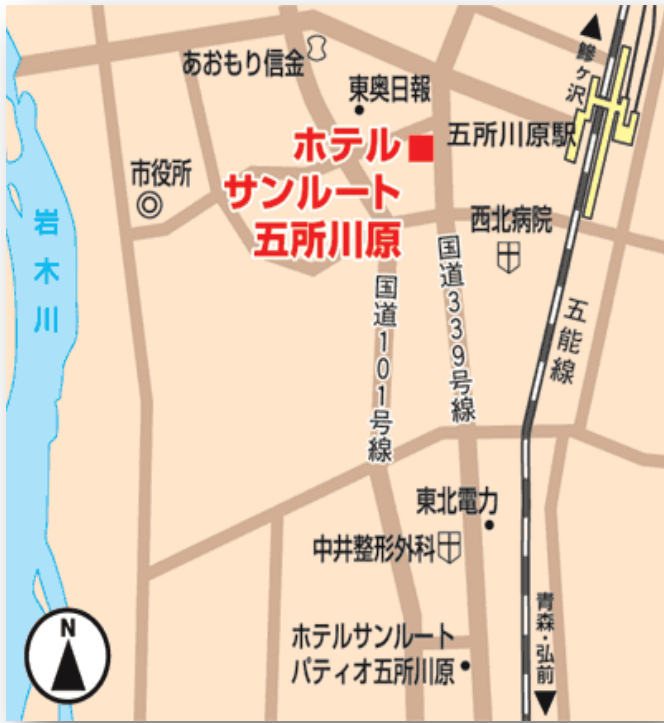 あおもり信金
東奥日報
鰺ヶ沢
ホテル
サンルート
五所川原
五所川原駅
市役所
西北病院
岩木川
国道339号線
国道101号線
五能線
東北電力
中井整形外科
ホテルサンルート
パティオ五所川原
青森・弘前
N